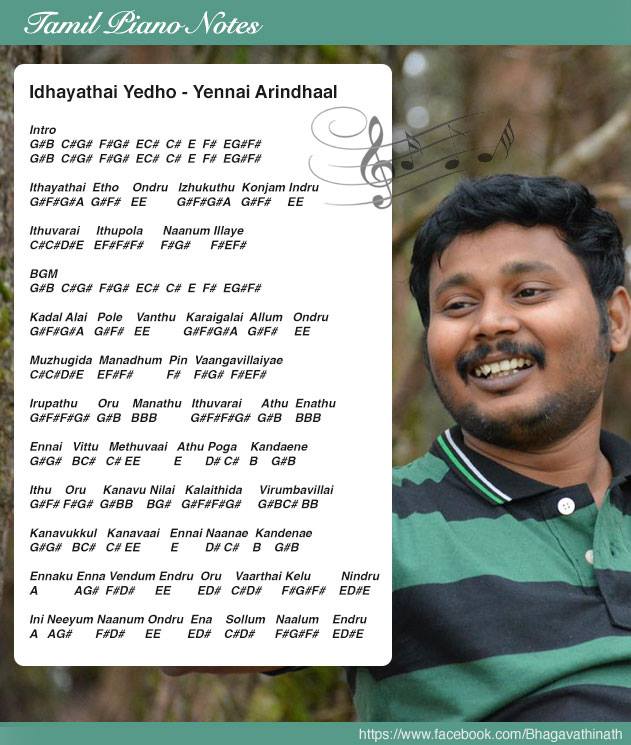 Tamil Piano Notes
Idhayathai Yedho - Yennai Arindhaal
Intro
G#B C#G# F#G# EC# C# E F# EG#F#
G#B C#G# F#G# EC# C# E F# EG#F#
Ithayathai Etho Ondru Izhukuthu Konjam Indru
G#F#G#A G#F# EE G#F#G#A G#F# EE
Ithuvarai Ithupola Naanum Illaye
C#C#D#E EF#F#F# F#G# F#EF#
BGM
G#B C#G# F#G# EC# C# E F# EG#F#
Kadal Alai Pole Vanthu Karaigalai Allum Ondru
G#F#G#A G#F# EE G#F#G#A G#F# EE
Muzhugida Manadhum Pin Vaangavillaiyae
C#C#D#E EF#F# F# F#G# F#EF#
Irupathu Oru Manathu Ithuvarai Athu Enathu
G#F#F#G# G#B BBB G#F#F#G# G#B BBB
Ennai Vittu Methuvaai Athu Poga Kandaene
G#G# BC# C# EE E D# C# B G#B
Ithu Oru Kanavu Nilai Kalaithida Virumbavillai
G#F# F#G# G#BB BG# G#F#F#G# G#BC# BB
Kanavukkul Kanavaai Ennai Naanae Kandenae
G#G# BC# C# EE E D# C# B G#B
Ennaku Enna Vendum Endru Oru Vaarthai Kelu Nindru
A AG# F#D# EE ED# C#D# F#G#F# ED#E
Ini Neeyum Naanum Ondru Ena Sollum Naalum Endru
A AG# F#D# EE ED# C#D# F#G#F# ED#E
https://www.facebook.com/Bhagavathinath